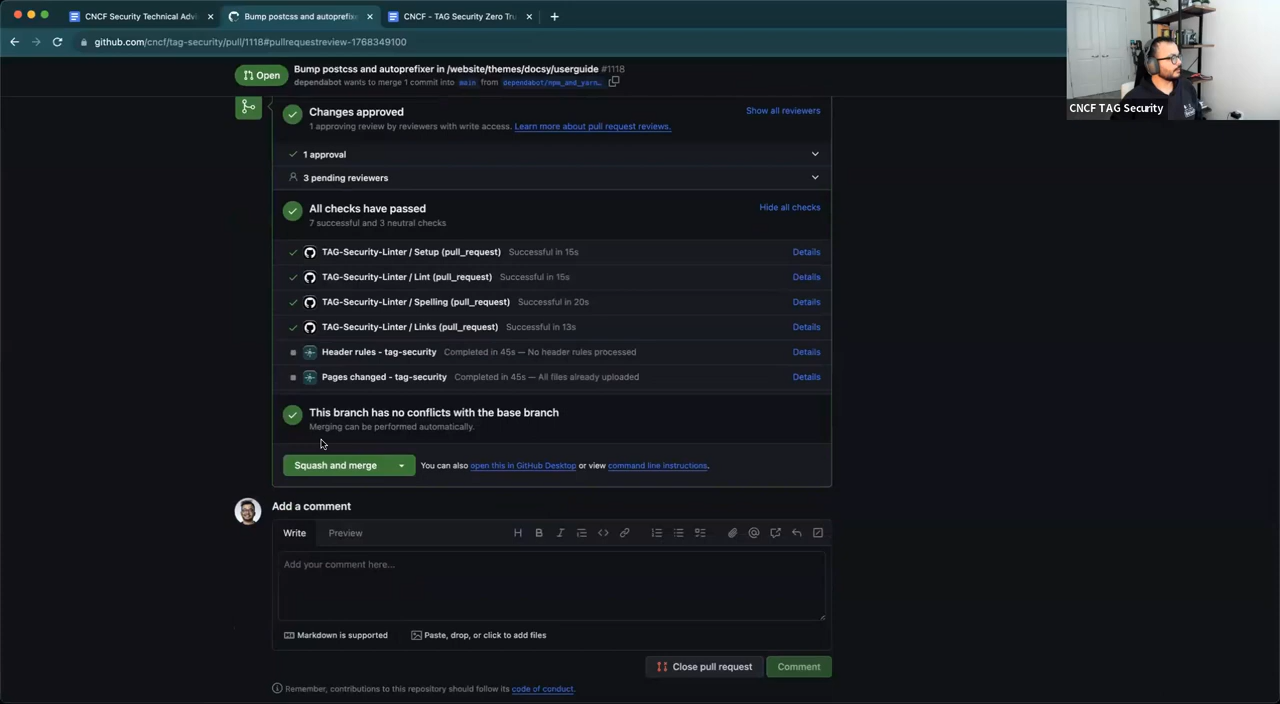 CNCF Security Technical Advi
Bump postcss and autoprefixe
CNCF - TAG Security Zero Tru
github.com/cncf/tag-security/pull/1118#pullrequestreview-1768349100
Open
Bump postcss and autoprefixer in /website/themes/docsy/userguide #1118
dependabot wants to merge 1 commit into main from dependabot/npm_and_yarn…
CNCF TAG Security
Changes approved
Show all reviewers
1 approving review by reviewers with write access. Learn more about pull request reviews.
1 approval
3 pending reviewers
All checks have passed
Hide all checks
7 successful and 3 neutral checks
TAG-Security-Linter / Setup (pull_request) Successful in 15s Details
TAG-Security-Linter / Lint (pull_request) Successful in 15s Details
TAG-Security-Linter / Spelling (pull_request) Successful in 20s Details
TAG-Security-Linter / Links (pull_request) Successful in 13s Details
Header rules - tag-security Completed in 45s — No header rules processed Details
Pages changed - tag-security Completed in 45s — All files already uploaded Details
This branch has no conflicts with the base branch
Merging can be performed automatically.
Squash and merge You can also open this in GitHub Desktop or view command line instructions.
Add a comment
Write Preview
Add your comment here...
Markdown is supported Paste, drop, or click to add files
Close pull request Comment
Remember, contributions to this repository should follow its code of conduct.